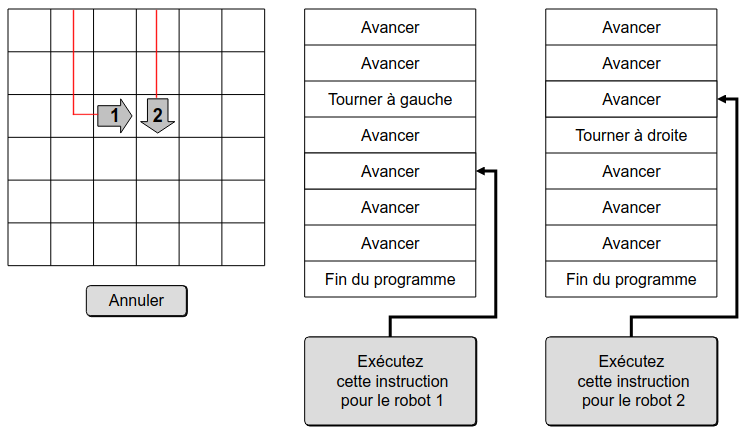 1
2
Annuler
Avancer
Avancer
Tourner à gauche
Avancer
Avancer
Avancer
Avancer
Fin du programme
Exécutez
cette instruction
pour le robot 1
Avancer
Avancer
Avancer
Tourner à droite
Avancer
Avancer
Avancer
Fin du programme
Exécutez
cette instruction
pour le robot 2